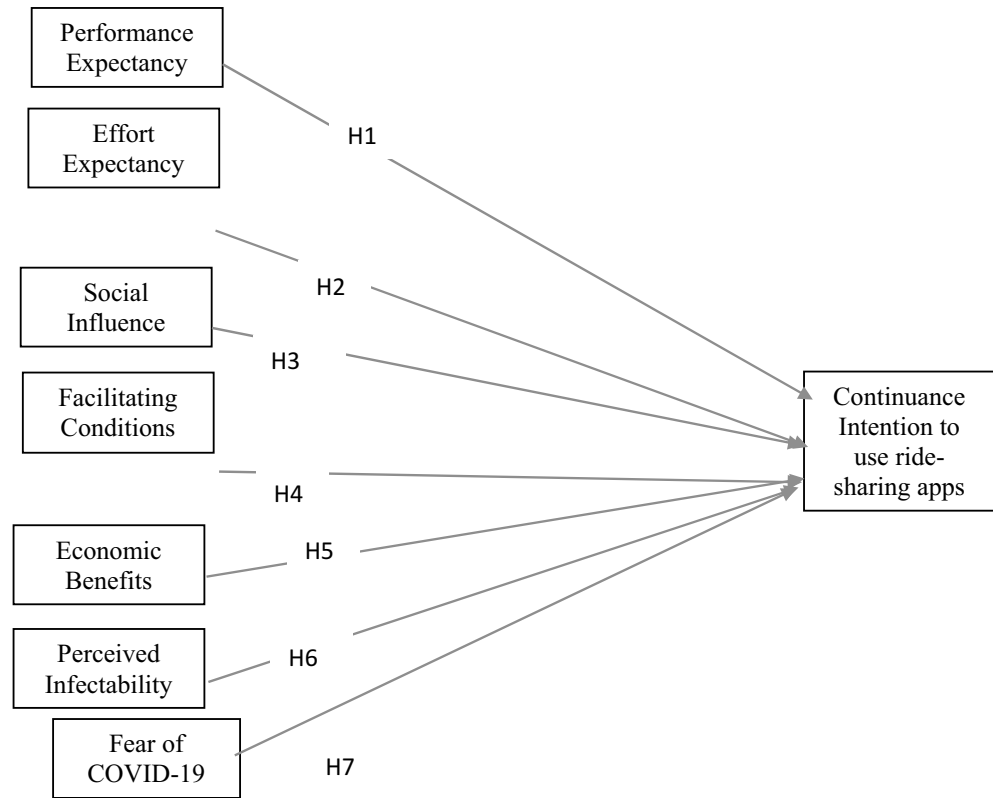 Performance
Expectancy
H1
Effort
Expectancy
H2
Social
Influence
H3
Facilitating
Conditions
Continuance
Intention to
use ride-
sharing apps
H4
Economic
Benefits
H5
Perceived
Infectability
H6
Fear of
COVID-19
H7